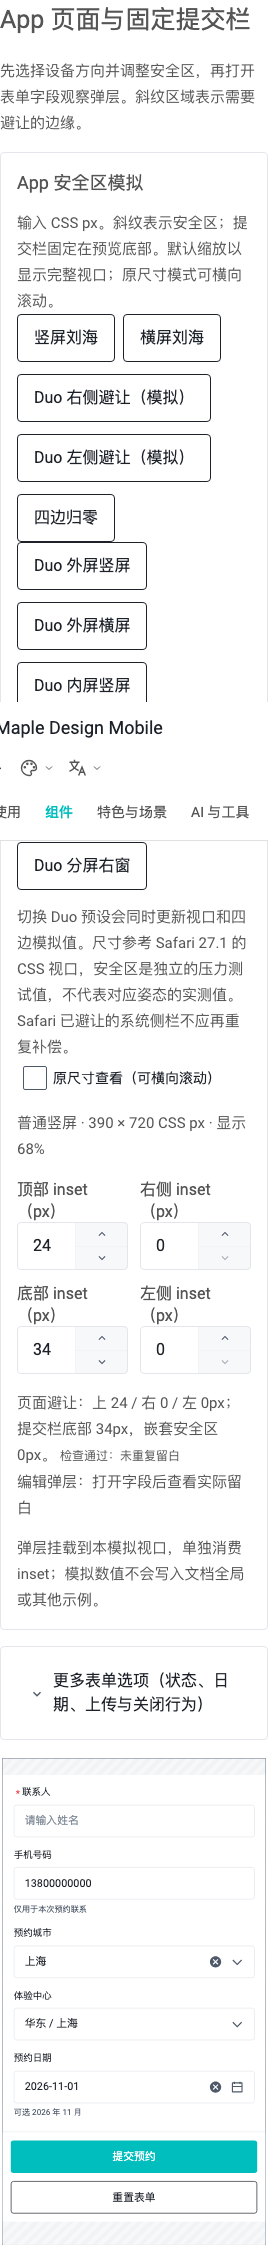 App 页面与固定提交栏
先选择设备方向并调整安全区，再打开
表单字段观察弹层。斜纹区域表示需要
避让的边缘。
App 安全区模拟
输入 CSS px。斜纹表示安全区；提
交栏固定在预览底部。默认缩放以
显示完整视口；原尺寸模式可横向
滚动。
竖屏刘海
横屏刘海
Duo 右侧避让（模拟）
Duo 左侧避让（模拟）
四边归零
Duo 外屏竖屏
Duo 外屏横屏
Duo 内屏竖屏
Maple Design Mobile
使用 组件 特色与场景 AI 与工具
Duo 分屏右窗
切换 Duo 预设会同时更新视口和四
边模拟值。尺寸参考 Safari 27.1 的
CSS 视口，安全区是独立的压力测
试值，不代表对应姿态的实测值。
Safari 已避让的系统侧栏不应再重
复补偿。
原尺寸查看（可横向滚动）
普通竖屏 · 390 × 720 CSS px · 显示
68%
顶部 inset
（px）
24
右侧 inset
（px）
0
底部 inset
（px）
34
左侧 inset
（px）
0
页面避让：上 24 / 右 0 / 左 0px；
提交栏底部 34px，嵌套安全区
0px。 检查通过：未重复留白
编辑弹层：打开字段后查看实际留
白
弹层挂载到本模拟视口，单独消费
inset；模拟数值不会写入文档全局
或其他示例。
更多表单选项（状态、日
期、上传与关闭行为）
* 联系人
请输入姓名
手机号码
13800000000
仅用于本次预约联系
预约城市
上海
体验中心
华东 / 上海
预约日期
2026-11-01
可选 2026 年 11 月
提交预约
重置表单